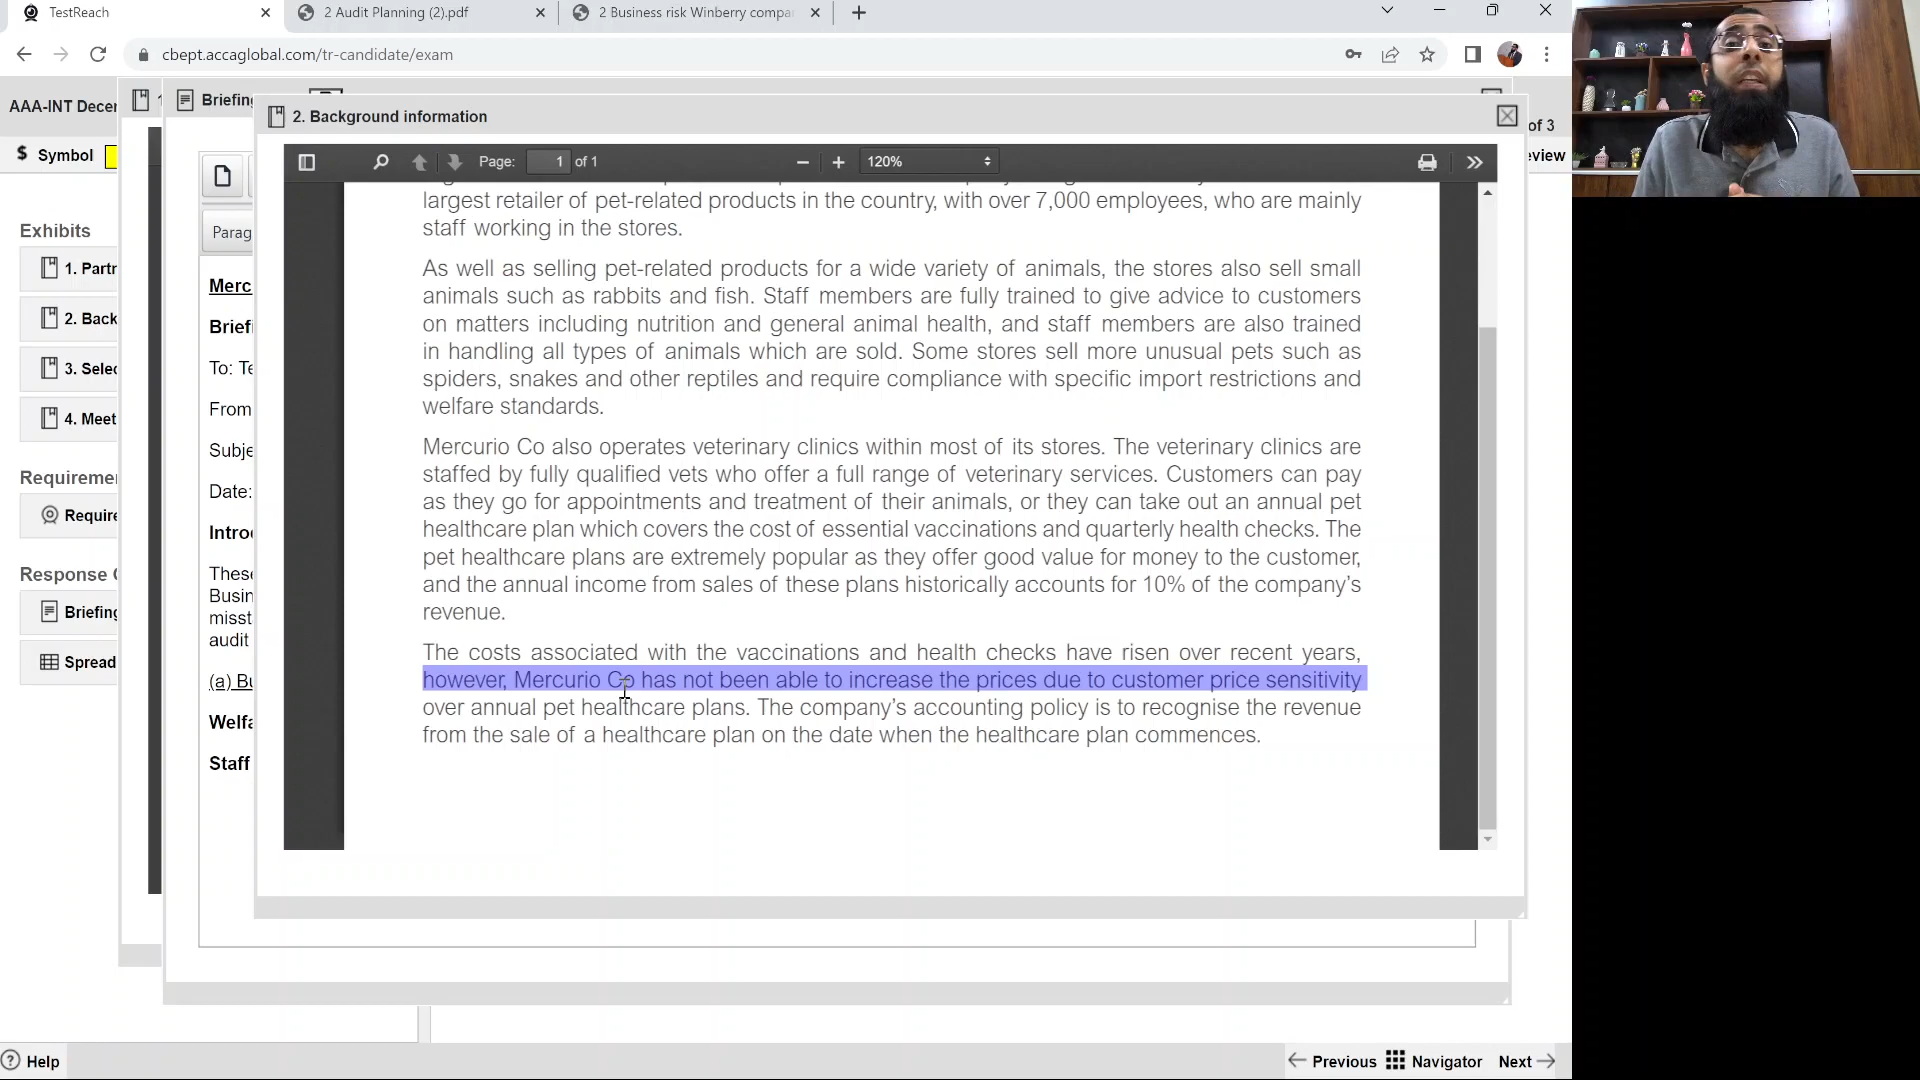 TestReach
2 Audit Planning (2).pdf
2 Business risk Winberry compa
cbept.accaglobal.com/tr-candidate/exam
AAA-INT Decer
Briefing
2. Background information
of 3
$ Symbol
eview
Page: 1 of 1
120%
Parag
Exhibits
1. Partr
2. Back
3. Selec
4. Meet
Requireme
Require
Response
Briefing
Spread
Merc
Briefi
To: Te
From
Subje
Date:
Introd
These
Busin
misst
audit
(a) Bu
Welfa
Staff
largest retailer of pet-related products in the country, with over 7,000 employees, who are mainly
staff working in the stores.
As well as selling pet-related products for a wide variety of animals, the stores also sell small
animals such as rabbits and fish. Staff members are fully trained to give advice to customers
on matters including nutrition and general animal health, and staff members are also trained
in handling all types of animals which are sold. Some stores sell more unusual pets such as
spiders, snakes and other reptiles and require compliance with specific import restrictions and
welfare standards.
Mercurio Co also operates veterinary clinics within most of its stores. The veterinary clinics are
staffed by fully qualified vets who offer a full range of veterinary services. Customers can pay
as they go for appointments and treatment of their animals, or they can take out an annual pet
healthcare plan which covers the cost of essential vaccinations and quarterly health checks. The
pet healthcare plans are extremely popular as they offer good value for money to the customer,
and the annual income from sales of these plans historically accounts for 10% of the company's
revenue.
The costs associated with the vaccinations and health checks have risen over recent years,
however, Mercurio Co has not been able to increase the prices due to customer price sensitivity
over annual pet healthcare plans. The company's accounting policy is to recognise the revenue
from the sale of a healthcare plan on the date when the healthcare plan commences.
Help
Previous
Navigator
Next